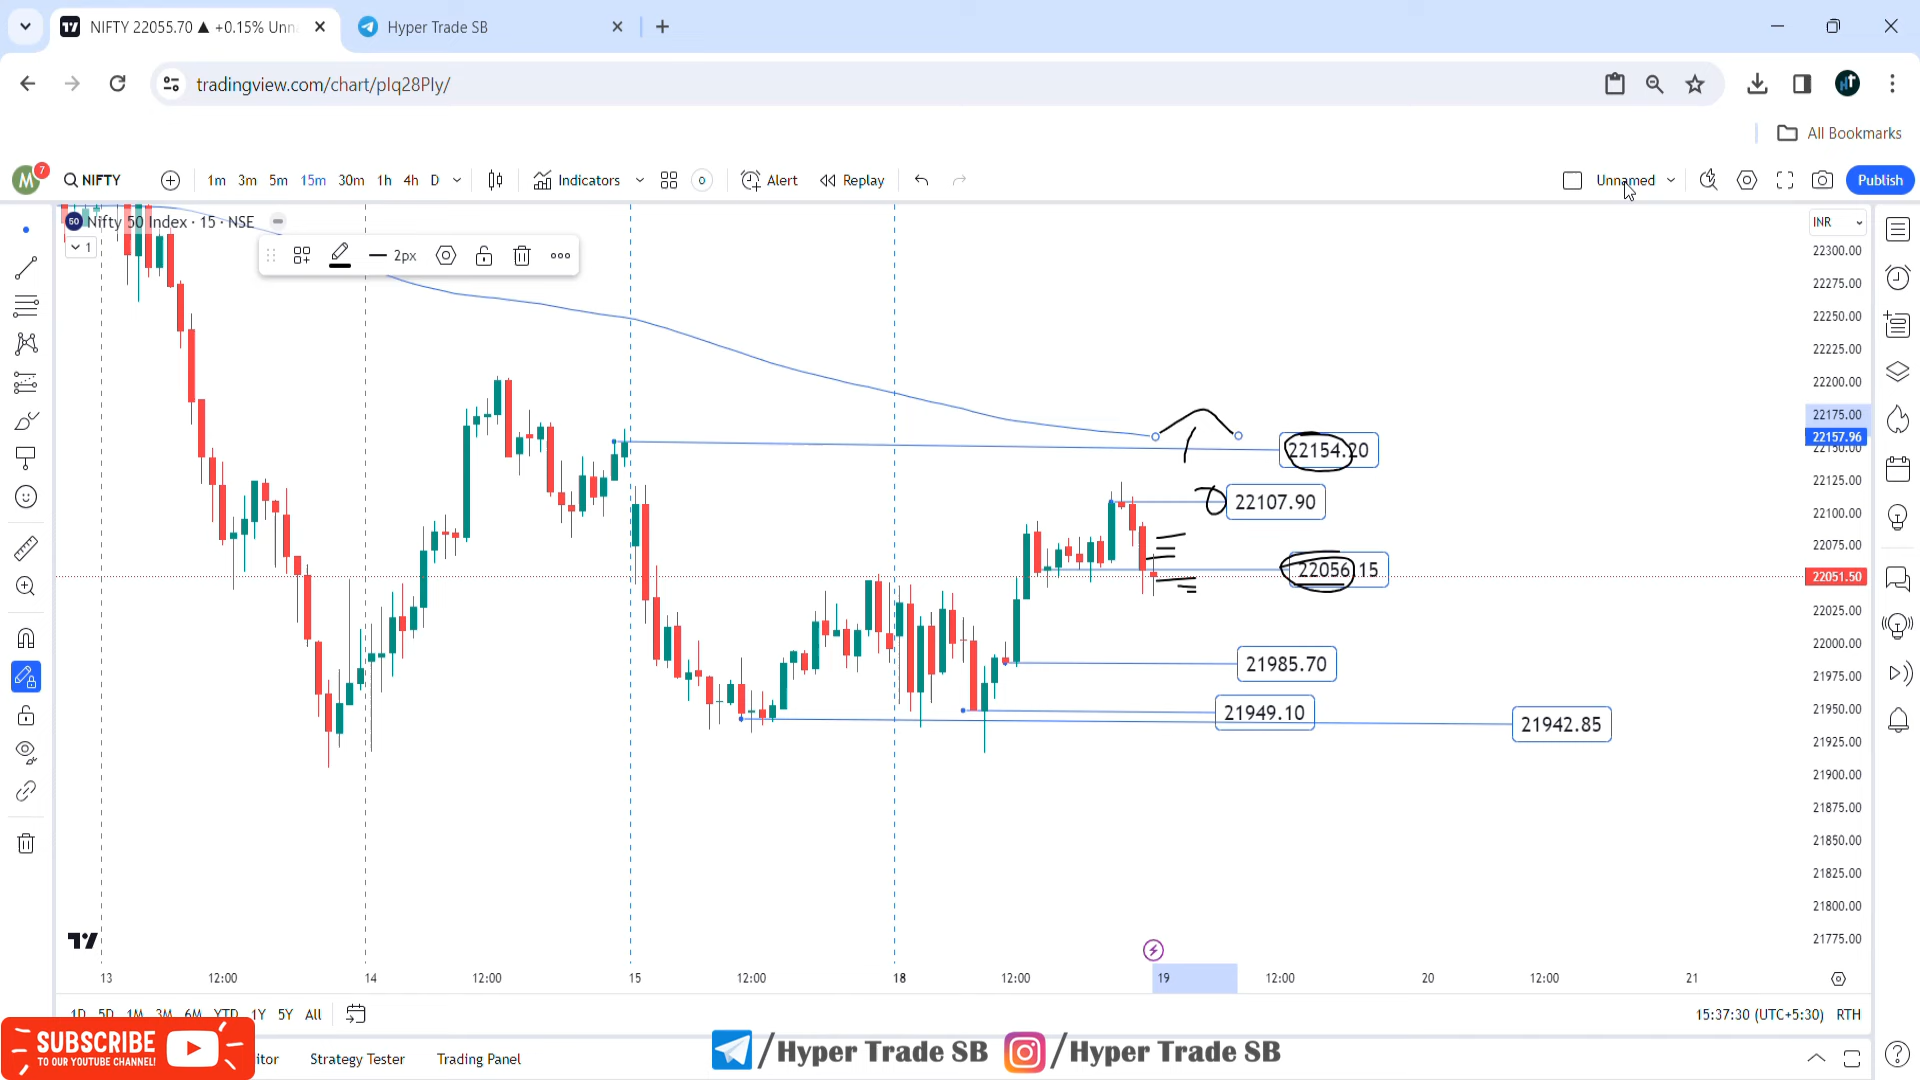 NIFTY 22055.70 ▲ +0.15% Unn
Hyper Trade SB
tradingview.com/chart/plq28Ply/
All Bookmarks
M 7 NIFTY 1m 3m 5m 15m 30m 1h 4h D Indicators Alert Replay Unnamed Publish
50 Nifty 50 Index · 15 · NSE
1
2px
INR
22300.00
22275.00
22250.00
22225.00
22200.00
22175.00
22157.96
22150.00
22125.00
22100.00
22075.00
22051.50
22025.00
22000.00
21975.00
21950.00
21925.00
21900.00
21875.00
21850.00
21825.00
21800.00
21775.00
22154.20
22107.90
22056.15
21985.70
21949.10
21942.85
13 12:00 14 12:00 15 12:00 18 12:00 19 12:00 20 12:00 21
1D 5D 1M 3M 6M YTD 1Y 5Y All
15:37:30 (UTC+5:30) RTH
SUBSCRIBE
TO OUR YOUTUBE CHANNEL!
itor Strategy Tester Trading Panel
/Hyper Trade SB /Hyper Trade SB